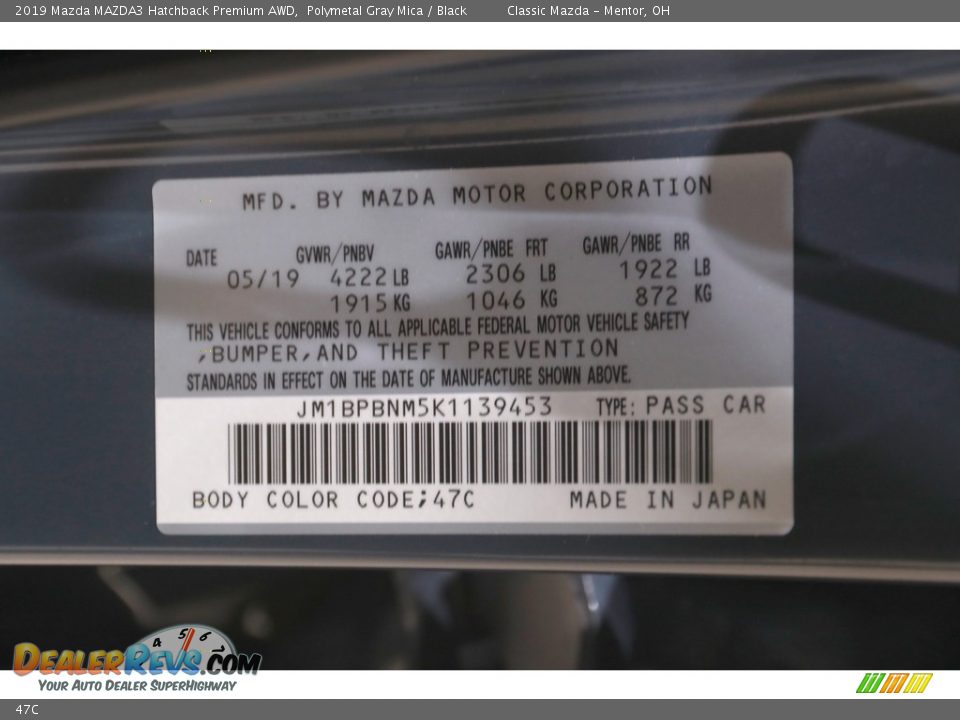 2019 Mazda MAZDA3 Hatchback Premium AWD, Polymetal Gray Mica / Black Classic Mazda – Mentor, OH
MFD. BY MAZDA MOTOR CORPORATION
DATE GVWR/PNBV GAWR/PNBE FRT GAWR/PNBE RR
05/19 4222 LB 2306 LB 1922 LB
1915 KG 1046 KG 872 KG
THIS VEHICLE CONFORMS TO ALL APPLICABLE FEDERAL MOTOR VEHICLE SAFETY
,BUMPER,AND THEFT PREVENTION
STANDARDS IN EFFECT ON THE DATE OF MANUFACTURE SHOWN ABOVE.
JM1BPBNM5K1139453 TYPE: PASS CAR
BODY COLOR CODE;47C MADE IN JAPAN
4 5 6
DEALERREVS.COM
YOUR AUTO DEALER SUPERHIGHWAY
47C